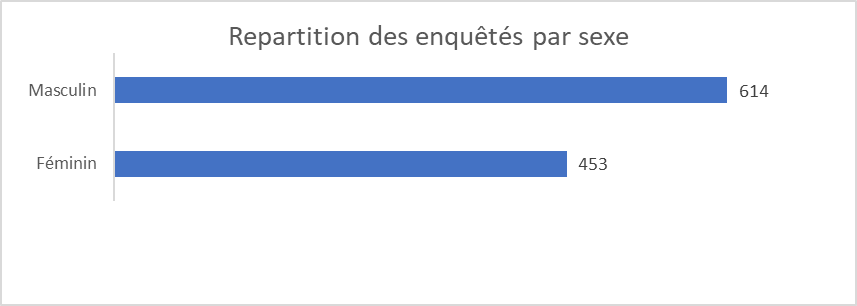 Repartition des enquêtés par sexe
Masculin 614
Féminin 453